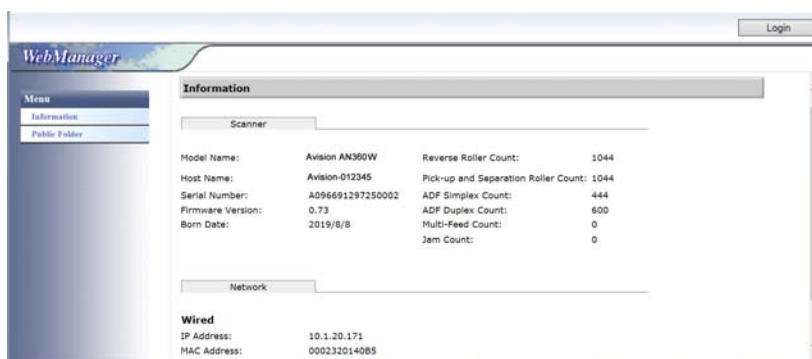 Login
WebManager
Menu
Information
Public Folder
Information
Scanner
Model Name: Avision AN360W Reverse Roller Count: 1044
Host Name: Avision-012345 Pick-up and Separation Roller Count: 1044
Serial Number: A096691297250002 ADF Simplex Count: 444
Firmware Version: 0.73 ADF Duplex Count: 600
Born Date: 2019/8/8 Multi-Feed Count: 0
Jam Count: 0
Network
Wired
IP Address: 10.1.20.171
MAC Address: 0002320140B5